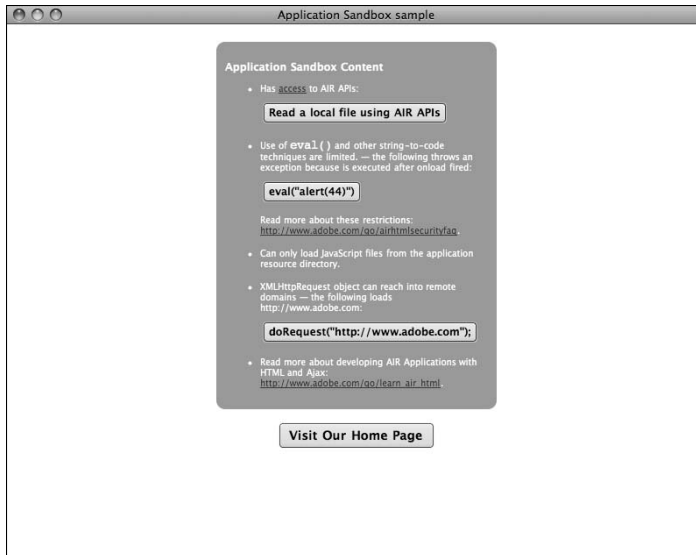 Application Sandbox sample
Application Sandbox Content
• Has access to AIR APIs:
Read a local file using AIR APIs
• Use of eval() and other string-to-code
techniques are limited. — the following throws an
exception because is executed after onload fired:
eval("alert(44)")
Read more about these restrictions:
http://www.adobe.com/go/airhtmlsecurityfaq.
• Can only load JavaScript files from the application
resource directory.
• XMLHttpRequest object can reach into remote
domains — the following loads
http://www.adobe.com:
doRequest("http://www.adobe.com");
• Read more about developing AIR Applications with
HTML and Ajax:
http://www.adobe.com/go/learn_air_html.
Visit Our Home Page